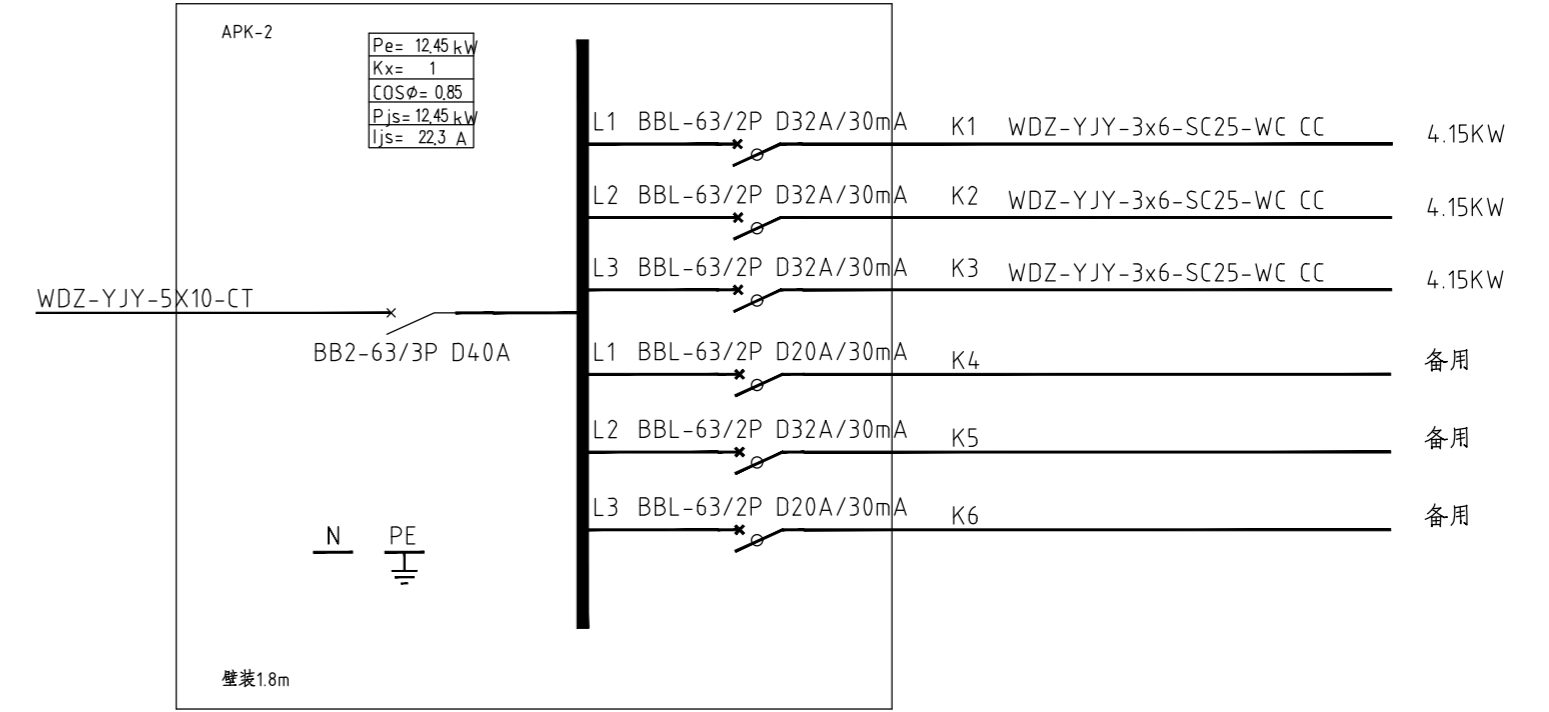 APK-2
Pe= 12,45 kW
Kx= 1
COSφ= 0,85
Pjs= 12,45 kW
Ijs= 22,3 A
L1 BBL-63/2P D32A/30mA K1 WDZ-YJY-3x6-SC25-WC CC 4.15KW
L2 BBL-63/2P D32A/30mA K2 WDZ-YJY-3x6-SC25-WC CC 4.15KW
L3 BBL-63/2P D32A/30mA K3 WDZ-YJY-3x6-SC25-WC CC 4.15KW
WDZ-YJY-5X10-CT
BB2-63/3P D40A
L1 BBL-63/2P D20A/30mA K4 备用
L2 BBL-63/2P D32A/30mA K5 备用
L3 BBL-63/2P D20A/30mA K6 备用
N PE
壁装1.8m